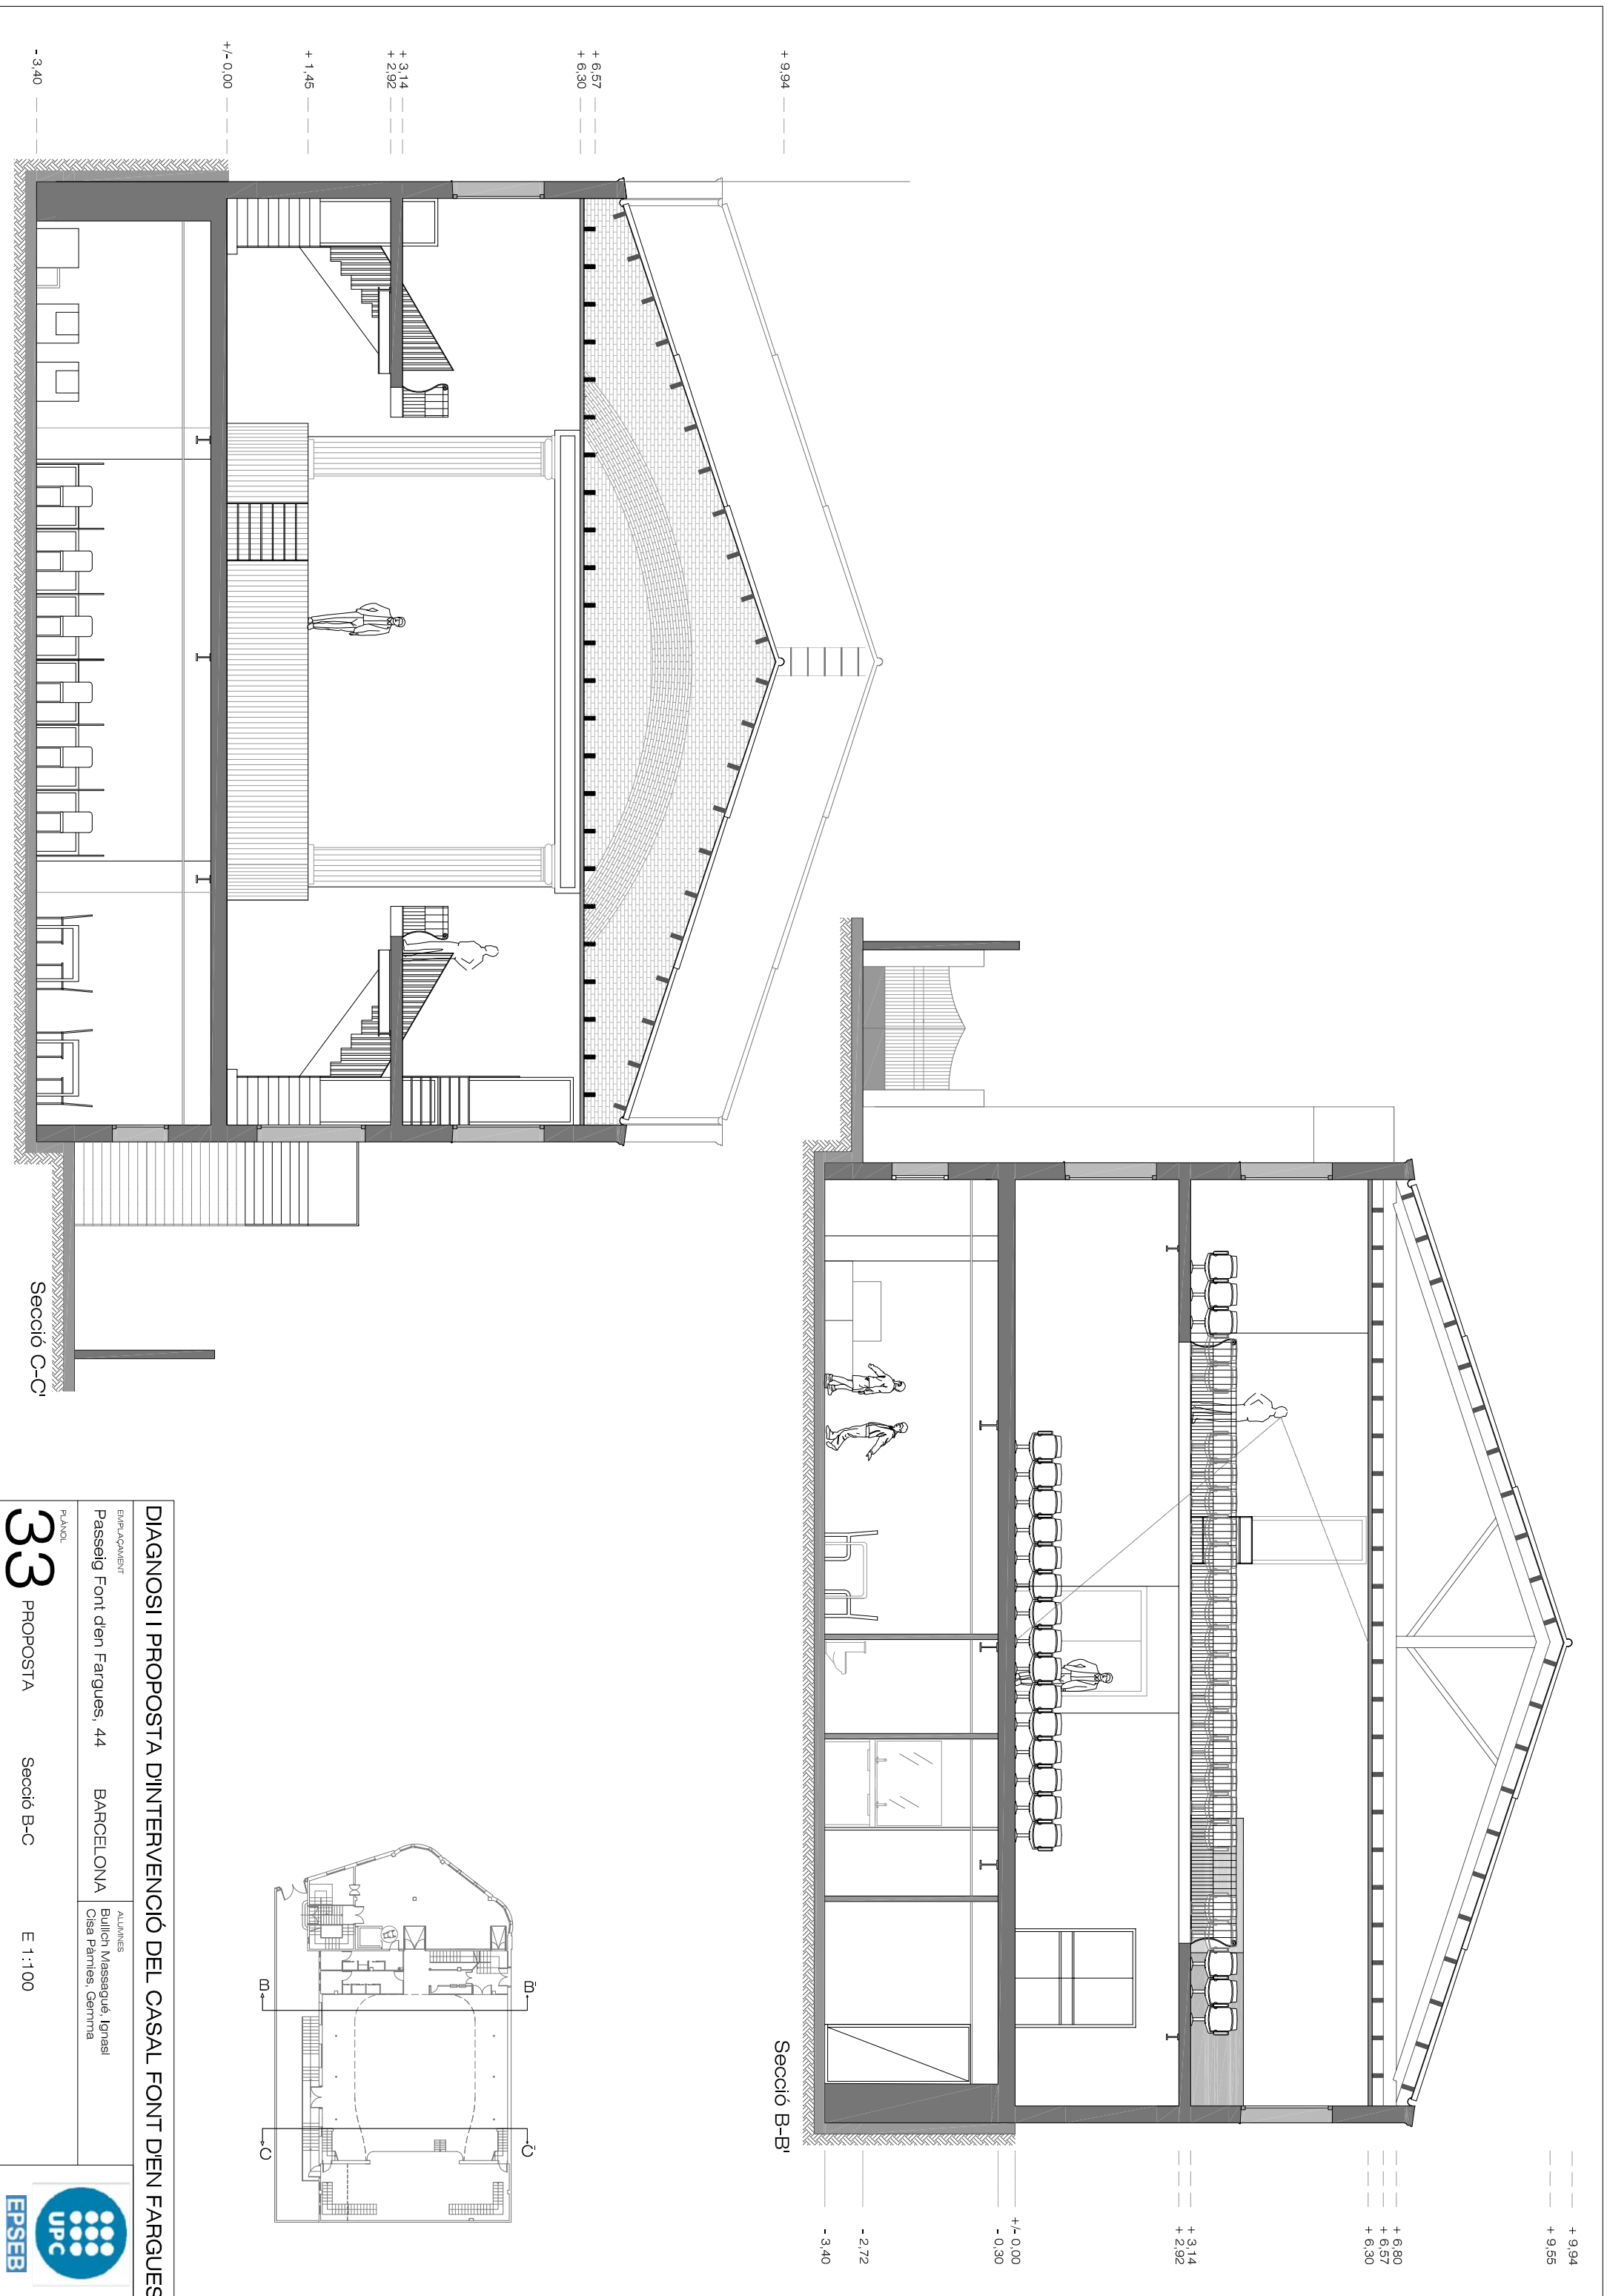 + 9,94
+ 6,57
+ 6,30
+ 3,14
+ 2,92
+ 1,45
+/- 0,00
- 3,40
Secció C-C'
+ 9,94
+ 9,55
+ 6,80
+ 6,57
+ 6,30
+ 3,14
+ 2,92
+/- 0,00
- 0,30
- 2,72
- 3,40
Secció B-B'
B'
C'
B
C
DIAGNOSI I PROPOSTA D'INTERVENCIÓ DEL CASAL FONT D'EN FARGUES
EMPLAÇAMENT
Passeig Font d'en Fargues, 44 BARCELONA
ALUMNES
Bullich Massagué, Ignasi
Cisa Pàmies, Gemma
PLÀNOL
33 PROPOSTA Secció B-C E 1:100
UPC
EPSEB